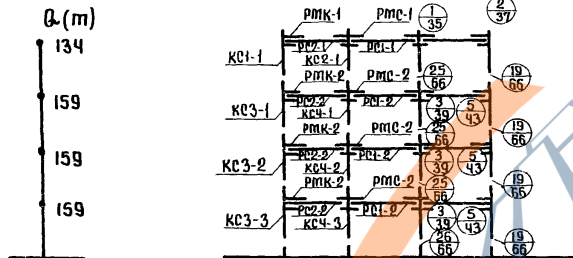 Q (т)
134
159
159
159
РМК-1 РМС-1 1/35 2/37
РС2-1 РС1-1
КС1-1 КС2-1
РМК-2 РМС-2 25/66 19/66
РС2-2 РС1-2 3/39 5/43
КС3-1 КС4-1
РМК-2 РМС-2 25/66 19/66
РС2-2 РС1-2 3/39 5/43
КС3-2 КС4-2
РМК-2 РМС-2 25/66 19/66
РС2-2 РС1-2 3/39 5/43
КС3-3 КС4-3
26/66 19/66